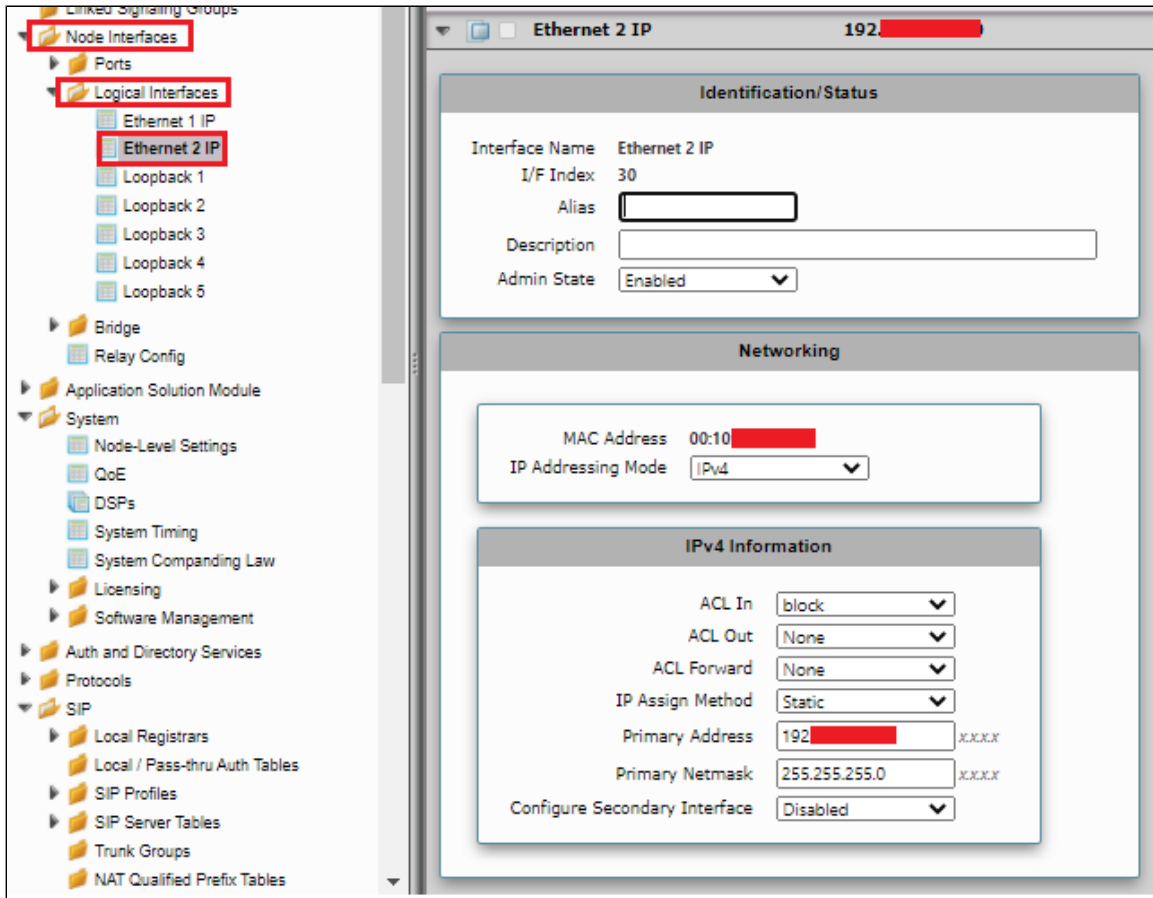 Linked Signaling Groups
Node Interfaces
Ports
Logical Interfaces
Ethernet 1 IP
Ethernet 2 IP
Loopback 1
Loopback 2
Loopback 3
Loopback 4
Loopback 5
Bridge
Relay Config
Application Solution Module
System
Node-Level Settings
QoE
DSPs
System Timing
System Companding Law
Licensing
Software Management
Auth and Directory Services
Protocols
SIP
Local Registrars
Local / Pass-thru Auth Tables
SIP Profiles
SIP Server Tables
Trunk Groups
NAT Qualified Prefix Tables
Ethernet 2 IP 192.
Identification/Status
Interface Name Ethernet 2 IP
I/F Index 30
Alias
Description
Admin State Enabled
Networking
MAC Address 00:10
IP Addressing Mode IPv4
IPv4 Information
ACL In block
ACL Out None
ACL Forward None
IP Assign Method Static
Primary Address 192 x.x.x.x
Primary Netmask 255.255.255.0 x.x.x.x
Configure Secondary Interface Disabled